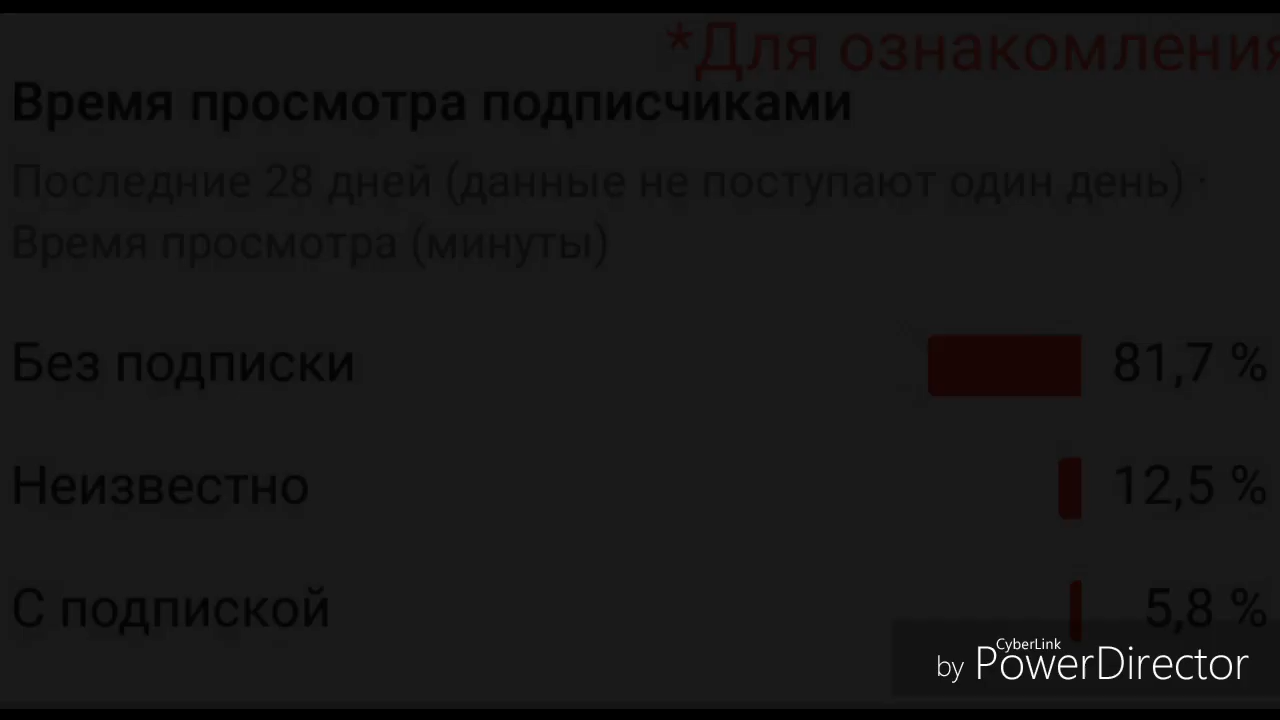 *Для ознакомления
Время просмотра подписчиками
Последние 28 дней (данные не поступают один день) ·
Время просмотра (минуты)
Без подписки 81,7 %
Неизвестно 12,5 %
С подпиской 5,8 %
CyberLink
by PowerDirector